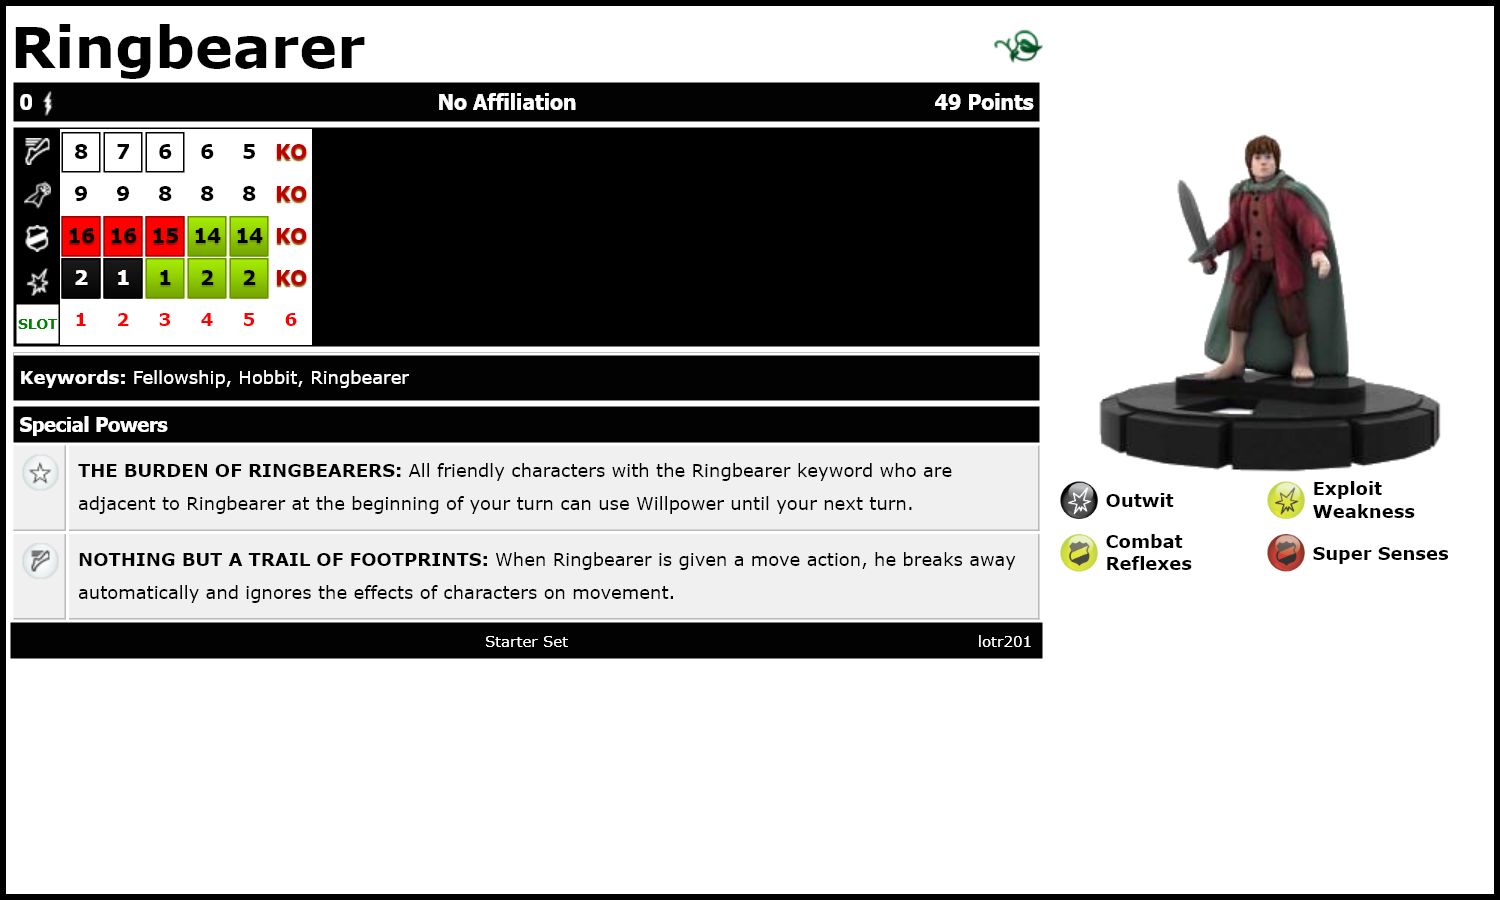 Ringbearer
0 No Affiliation 49 Points
8 7 6 6 5 KO
9 9 8 8 8 KO
16 16 15 14 14 KO
2 1 1 2 2 KO
SLOT 1 2 3 4 5 6
Keywords: Fellowship, Hobbit, Ringbearer
Special Powers
THE BURDEN OF RINGBEARERS: All friendly characters with the Ringbearer keyword who are
adjacent to Ringbearer at the beginning of your turn can use Willpower until your next turn.
NOTHING BUT A TRAIL OF FOOTPRINTS: When Ringbearer is given a move action, he breaks away
automatically and ignores the effects of characters on movement.
Starter Set lotr201
Outwit
Exploit
Weakness
Combat
Reflexes
Super Senses